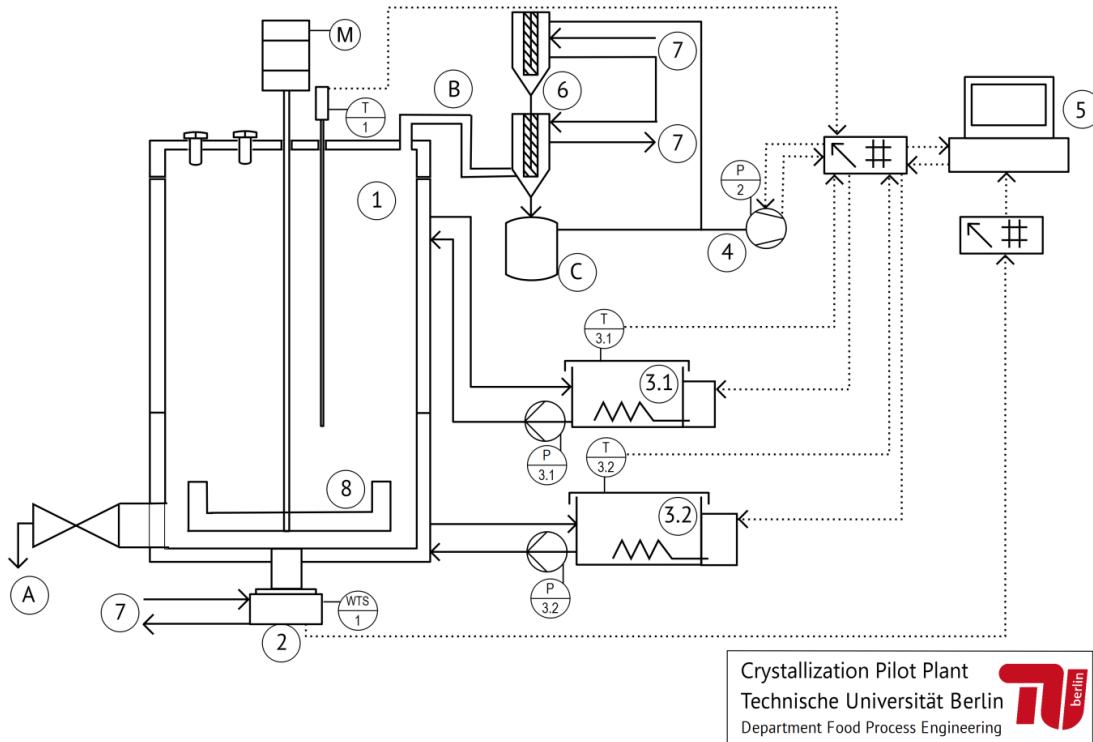 M
T
1
B
6
7
7
5
1
P
2
4
C
T
3.1
3.1
P
3.1
T
3.2
8
3.2
A
P
3.2
7
WTS
1
2
Crystallization Pilot Plant
Technische Universität Berlin
Department Food Process Engineering
berlin